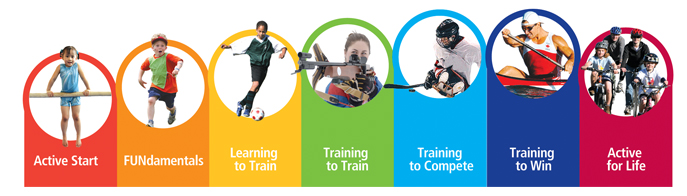 Active Start
FUNdamentals
Learning
to Train
Training
to Train
Training
to Compete
Training
to Win
Active
for Life